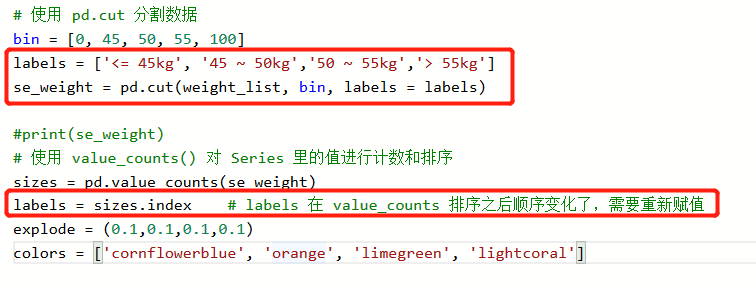 # 使用 pd.cut 分割数据
bin = [0, 45, 50, 55, 100]
labels = ['<= 45kg', '45 ~ 50kg','50 ~ 55kg','> 55kg']
se_weight = pd.cut(weight_list, bin, labels = labels)
#print(se_weight)
# 使用 value_counts() 对 Series 里的值进行计数和排序
sizes = pd.value_counts(se_weight)
labels = sizes.index    # labels 在 value_counts 排序之后顺序变化了，需要重新赋值
explode = (0.1,0.1,0.1,0.1)
colors = ['cornflowerblue', 'orange', 'limegreen', 'lightcoral']